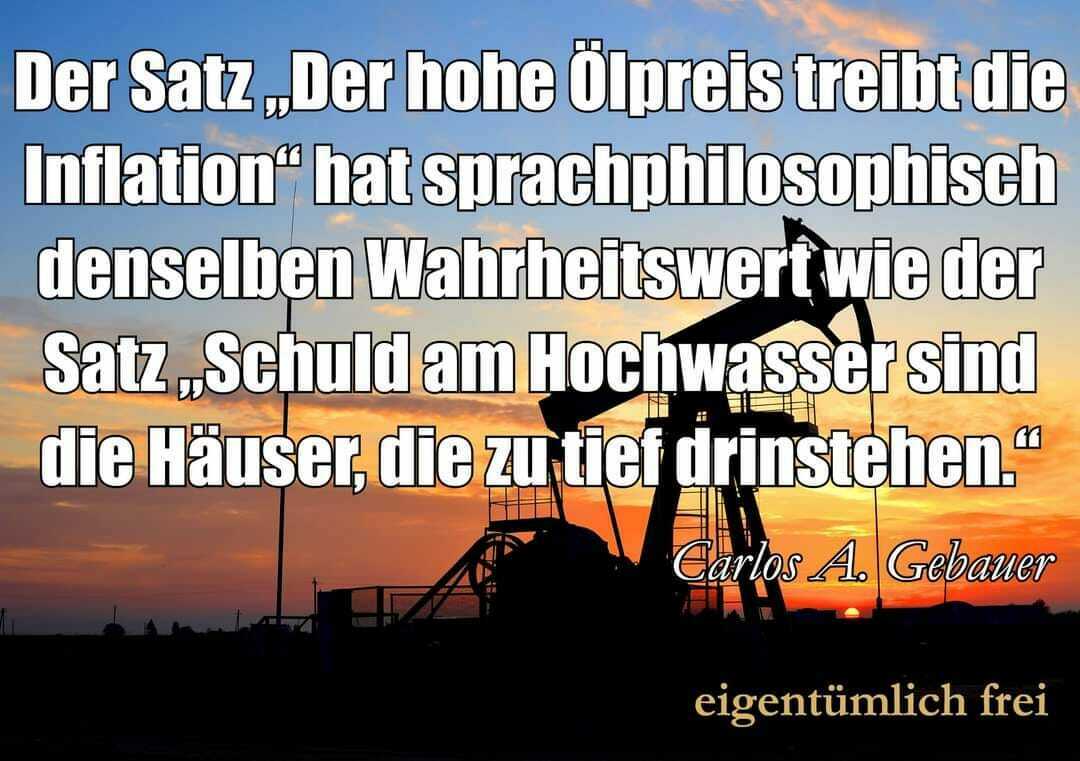 Der Satz „Der hohe Ölpreis treibt die
Inflation“ hat sprachphilosophisch
denselben Wahrheitswert wie der
Satz „Schuld am Hochwasser sind
die Häuser, die zu tief drinstehen.“
Carlos A. Gebauer
eigentümlich frei